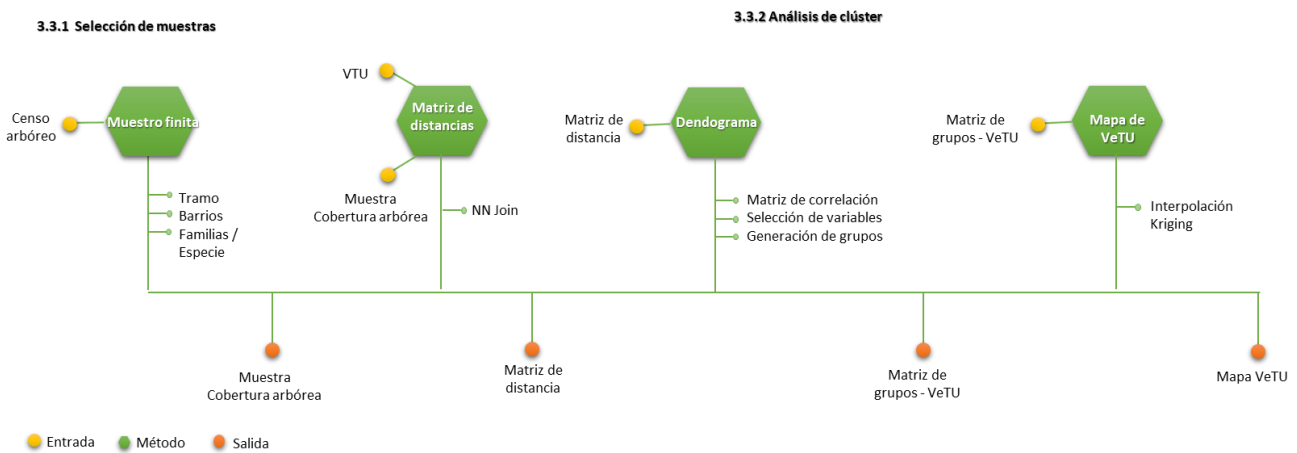 3.3.1 Selección de muestras
3.3.2 Análisis de clúster
Censo
arbóreo
Muestro finita
Tramo
Barrios
Familias /
Especie
VTU
Matriz de
distancias
Muestra
Cobertura arbórea
NN Join
Matriz de
distancia
Dendograma
Matriz de correlación
Selección de variables
Generación de grupos
Matriz de
grupos - VeTU
Mapa de
VeTU
Interpolación
Kriging
Muestra
Cobertura arbórea
Matriz de
distancia
Matriz de
grupos - VeTU
Mapa VeTU
Entrada
Método
Salida